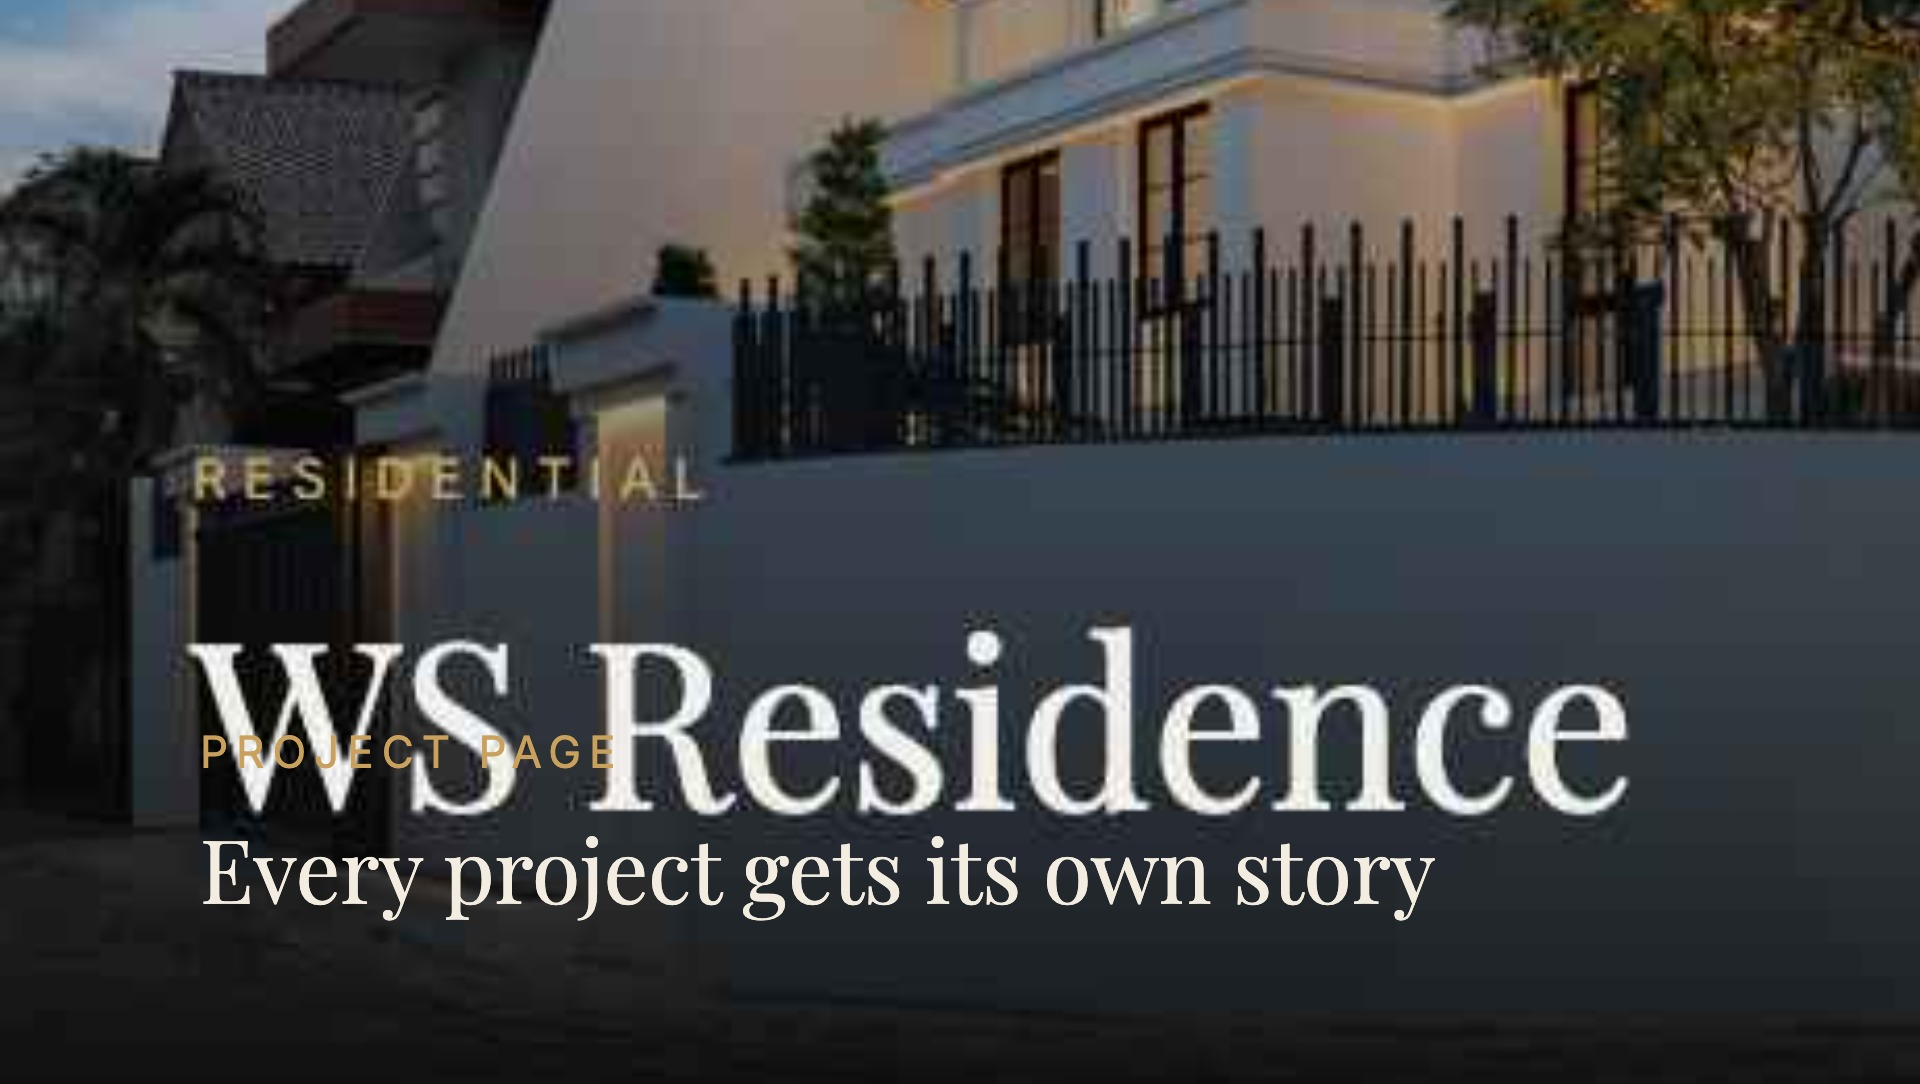 RESIDENTIAL
WS Residence
PROJECT PAGE
Every project gets its own story